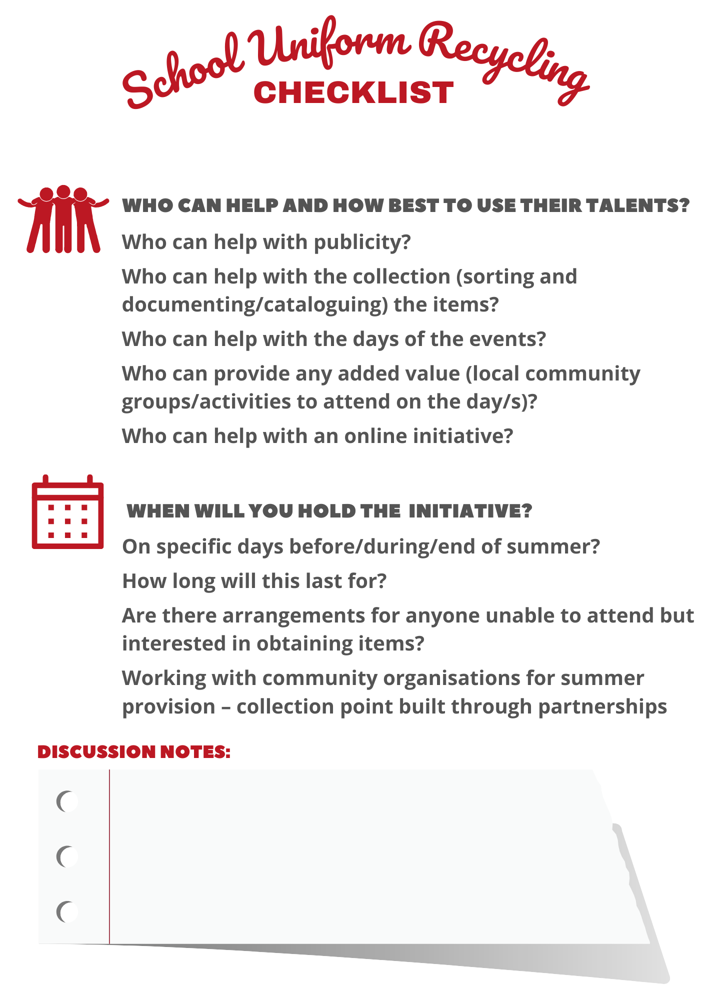 School Uniform Recycling
CHECKLIST
WHO CAN HELP AND HOW BEST TO USE THEIR TALENTS?
Who can help with publicity?
Who can help with the collection (sorting and
documenting/cataloguing) the items?
Who can help with the days of the events?
Who can provide any added value (local community
groups/activities to attend on the day/s)?
Who can help with an online initiative?
WHEN WILL YOU HOLD THE INITIATIVE?
On specific days before/during/end of summer?
How long will this last for?
Are there arrangements for anyone unable to attend but
interested in obtaining items?
Working with community organisations for summer
provision – collection point built through partnerships
DISCUSSION NOTES: